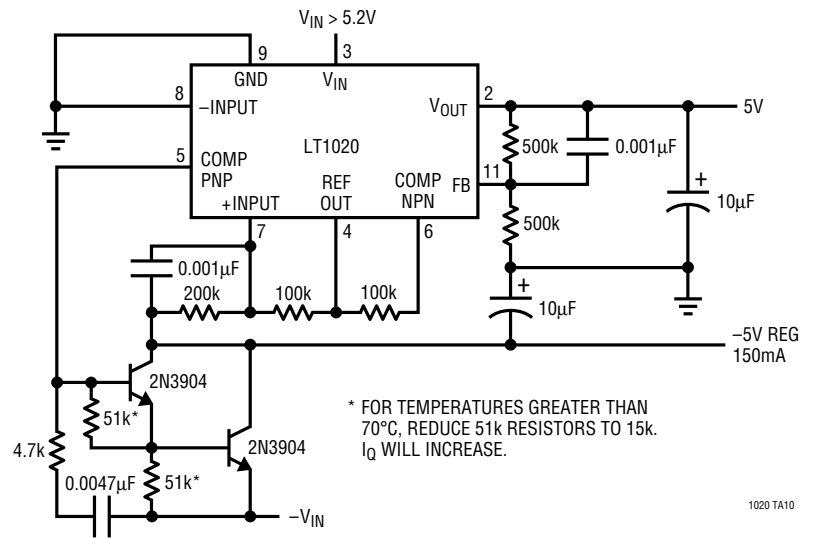 V_IN > 5.2V
9
3
GND
V_IN
8
–INPUT
V_OUT
2
5V
LT1020
500k
0.001µF
5
COMP
PNP
REF
OUT
COMP
NPN
FB
11
+INPUT
10µF
+
500k
7
4
6
0.001µF
200k
100k
100k
+
10µF
–5V REG
150mA
2N3904
51k*
2N3904
4.7k
0.0047µF
51k*
–V_IN
* FOR TEMPERATURES GREATER THAN
70°C, REDUCE 51k RESISTORS TO 15k.
I_Q WILL INCREASE.
1020 TA10